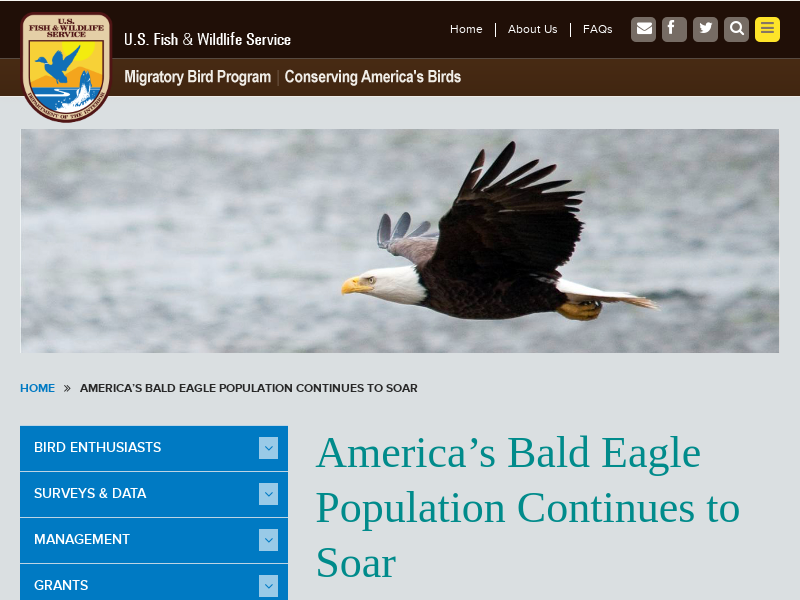 U.S.
FISH & WILDLIFE
SERVICE
DEPARTMENT OF THE INTERIOR
U.S. Fish & Wildlife Service
Home
About Us
FAQs
Migratory Bird Program | Conserving America's Birds
HOME » AMERICA'S BALD EAGLE POPULATION CONTINUES TO SOAR
BIRD ENTHUSIASTS
SURVEYS & DATA
MANAGEMENT
GRANTS
America’s Bald Eagle
Population Continues to
Soar